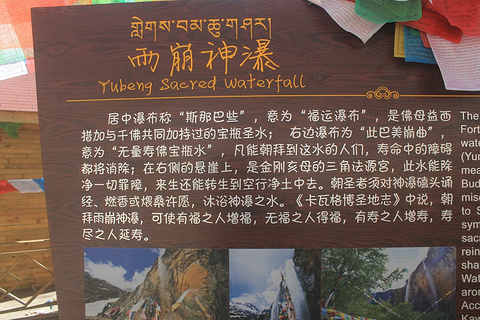 雨崩神瀑
Yubeng Sacred Waterfall
居中瀑布称“斯那巴些”，意为“福运瀑布”，是佛母益西
措加与千佛共同加持过的宝瓶圣水；右边瀑布为“此巴美崩曲”，
意为“无量寿佛宝瓶水”，凡能朝拜到这水的人们，寿命中的障碍
都将消除；在右侧的悬崖上，是金刚亥母的三角法源宫，此水能除
净一切罪障，来生还能转生到空行净土中去。朝圣者须对神瀑磕头诵
经、燃香或煨桑许愿，沐浴神瀑之水。《卡瓦格博圣地志》中说，朝
拜雨崩神瀑，可使有福之人增福，无福之人得福，有寿之人增寿，寿
尽之人延寿。
The
Fort
wate
(Yun
mea
Bud
miso
to S
sym
sacr
rein
sha
Wat
aron
Acc
Kaw